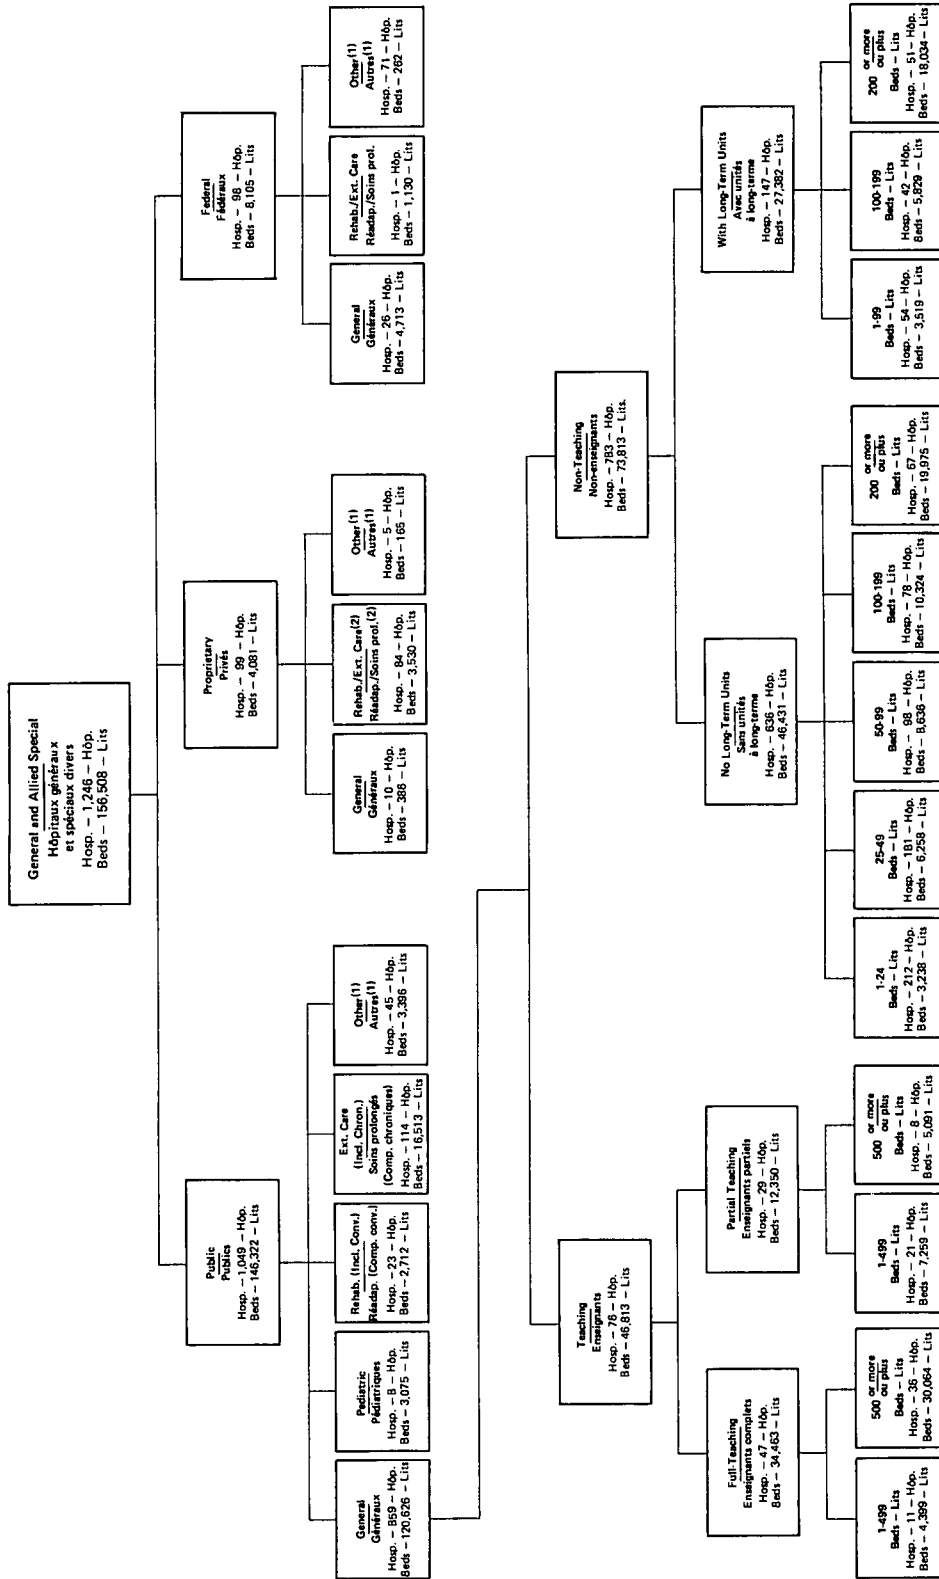 General and Allied Special
Hôpitaux généraux
et spéciaux divers
Hosp. – 1,246 – Hôp.
Beds – 156,508 – Lits
Public
Publics
Hosp. – 1,049 – Hôp.
Beds – 146,322 – Lits
Proprietary
Privés
Hosp. – 99 – Hôp.
Beds – 4,081 – Lits
Federal
Fédéraux
Hosp. – 98 – Hôp.
Beds – 8,105 – Lits
General
Généraux
Hosp. – B59 – Hôp.
Beds – 120,626 – Lits
Pediatric
Pédiatriques
Hosp. – 8 – Hôp.
Beds – 3,075 – Lits
Rehab. (Incl. Conv.)
Réadap. (Comp. conv.)
Hosp. – 23 – Hôp.
Beds – 2,712 – Lits
Ext. Care
(Incl. Chron.)
Soins prolongés
(Comp. chroniques)
Hosp. – 114 – Hôp.
Beds – 16,513 – Lits
Other(1)
Autres(1)
Hosp. – 45 – Hôp.
Beds – 3,396 – Lits
General
Généraux
Hosp. – 10 – Hôp.
Beds – 386 – Lits
Rehab./Ext. Care(2)
Réadap./Soins prol.(2)
Hosp. – 84 – Hôp.
Beds – 3,530 – Lits
Other(1)
Autres(1)
Hosp. – 5 – Hôp.
Beds – 165 – Lits
General
Généraux
Hosp. – 26 – Hôp.
Beds – 4,713 – Lits
Rehab./Ext. Care
Réadap./Soins prol.
Hosp. – 1 – Hôp.
Beds – 1,130 – Lits
Other(1)
Autres(1)
Hosp. – 71 – Hôp.
Beds – 262 – Lits
Teaching
Enseignants
Hosp. – 78 – Hôp.
Beds – 46,813 – Lits
Non-Teaching
Non-enseignants
Hosp. – 7B3 – Hôp.
Beds – 73,813 – Lits.
Full-Teaching
Enseignants complets
Hosp. – 47 – Hôp.
Beds – 34,463 – Lits
Partial Teaching
Enseignants partiels
Hosp. – 29 – Hôp.
Beds – 12,350 – Lits
No Long-Term Units
Sans unités
à long-terme
Hosp. – 636 – Hôp.
Beds – 46,431 – Lits
With Long-Term Units
Avec unités
à long-terme
Hosp. – 147 – Hôp.
Beds – 27,382 – Lits
1-499
Beds – Lits
Hosp. – 11 – Hôp.
Beds – 4,399 – Lits
500 or more
ou plus
Beds – Lits
Hosp. – 36 – Hôp.
Beds – 30,064 – Lits
1-499
Beds – Lits
Hosp. – 21 – Hôp.
Beds – 7,259 – Lits
500 or more
ou plus
Beds – Lits
Hosp. – 8 – Hôp.
Beds – 5,091 – Lits
1-24
Beds – Lits
Hosp. – 212 – Hôp.
Beds – 3,238 – Lits
25-49
Beds – Lits
Hosp. – 1B1 – Hôp.
Beds – 6,258 – Lits
50-99
Beds – Lits
Hosp. – 98 – Hôp.
Beds – 8,636 – Lits
100-199
Beds – Lits
Hosp. – 78 – Hôp.
Beds – 10,324 – Lits
200 or more
ou plus
Beds – Lits
Hosp. – 67 – Hôp.
Beds – 19,975 – Lits
1-99
Beds – Lits
Hosp. – 54 – Hôp.
Beds – 3,519 – Lits
100-199
Beds – Lits
Hosp. – 42 – Hôp.
Beds – 5,829 – Lits
200 or more
ou plus
Beds – Lits
Hosp. – 51 – Hôp.
Beds – 18,034 – Lits